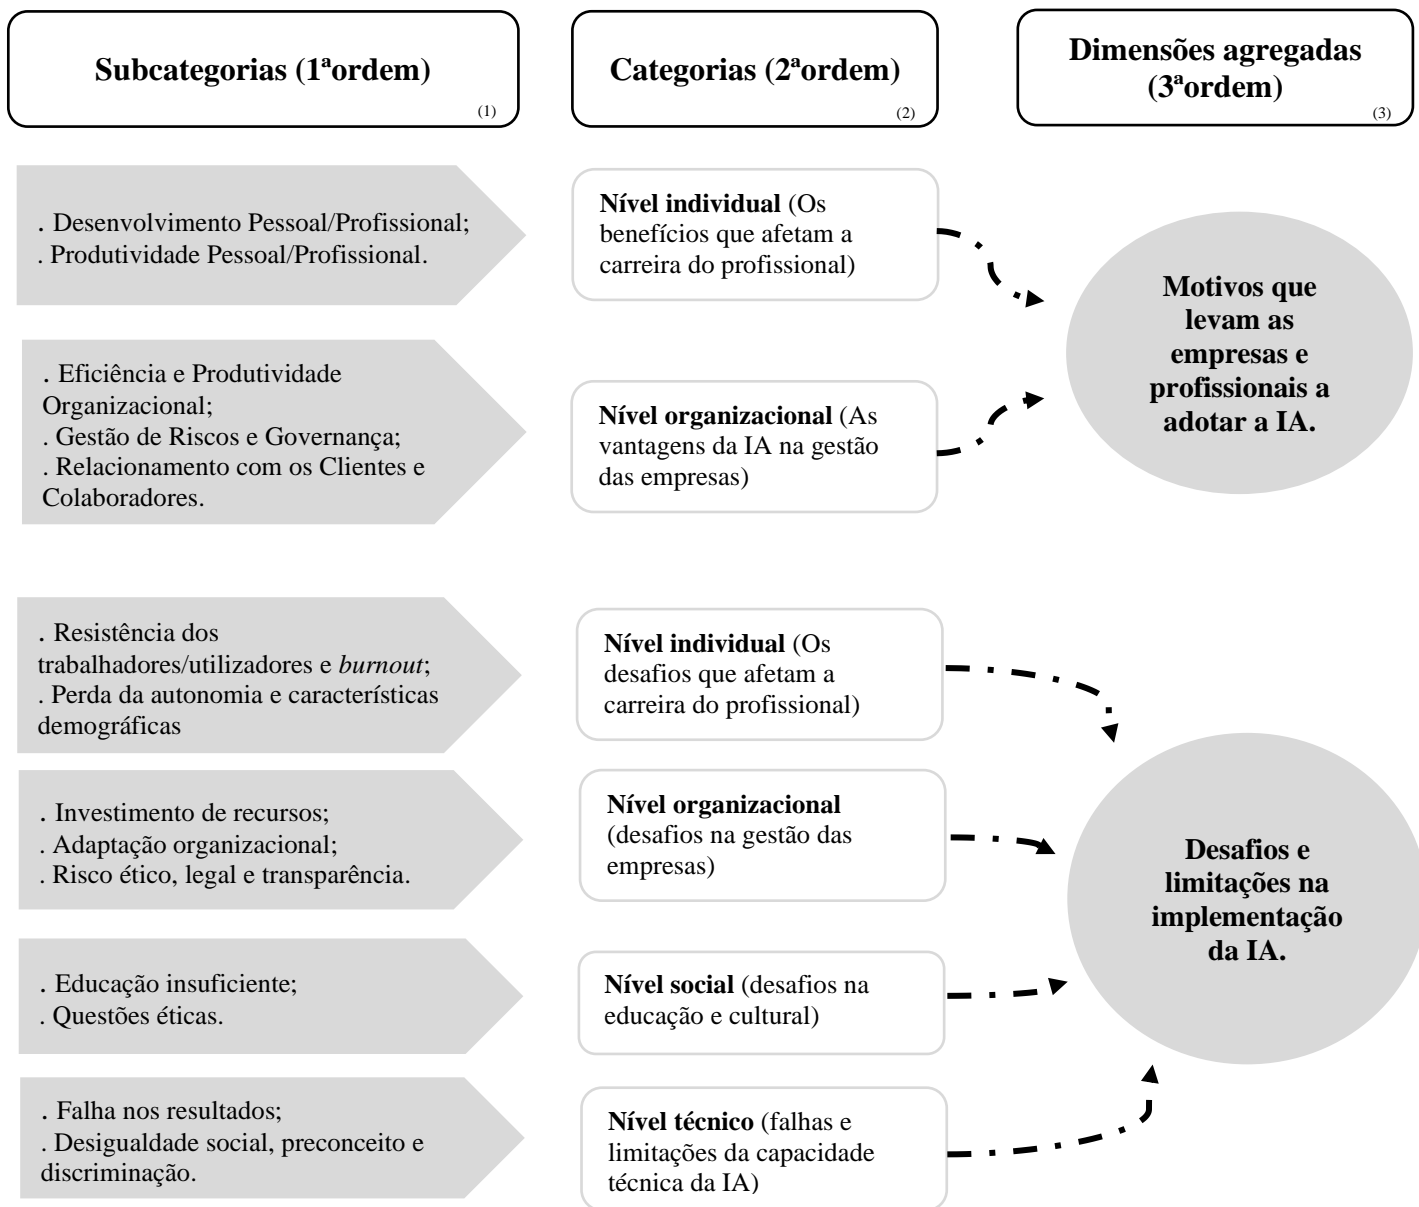 Subcategorias (1ªordem)
(1)
Categorias (2ªordem)
(2)
Dimensões agregadas
(3ªordem)
(3)
. Desenvolvimento Pessoal/Profissional;
. Produtividade Pessoal/Profissional.
Nível individual (Os
benefícios que afetam a
carreira do profissional)
. Eficiência e Produtividade
Organizacional;
. Gestão de Riscos e Governança;
. Relacionamento com os Clientes e
Colaboradores.
Nível organizacional (As
vantagens da IA na gestão
das empresas)
Motivos que
levam as
empresas e
profissionais a
adotar a IA.
. Resistência dos
trabalhadores/utilizadores e burnout;
. Perda da autonomia e características
demográficas
Nível individual (Os
desafios que afetam a
carreira do profissional)
. Investimento de recursos;
. Adaptação organizacional;
. Risco ético, legal e transparência.
Nível organizacional
(desafios na gestão das
empresas)
. Educação insuficiente;
. Questões éticas.
Nível social (desafios na
educação e cultural)
. Falha nos resultados;
. Desigualdade social, preconceito e
discriminação.
Nível técnico (falhas e
limitações da capacidade
técnica da IA)
Desafios e
limitações na
implementação
da IA.